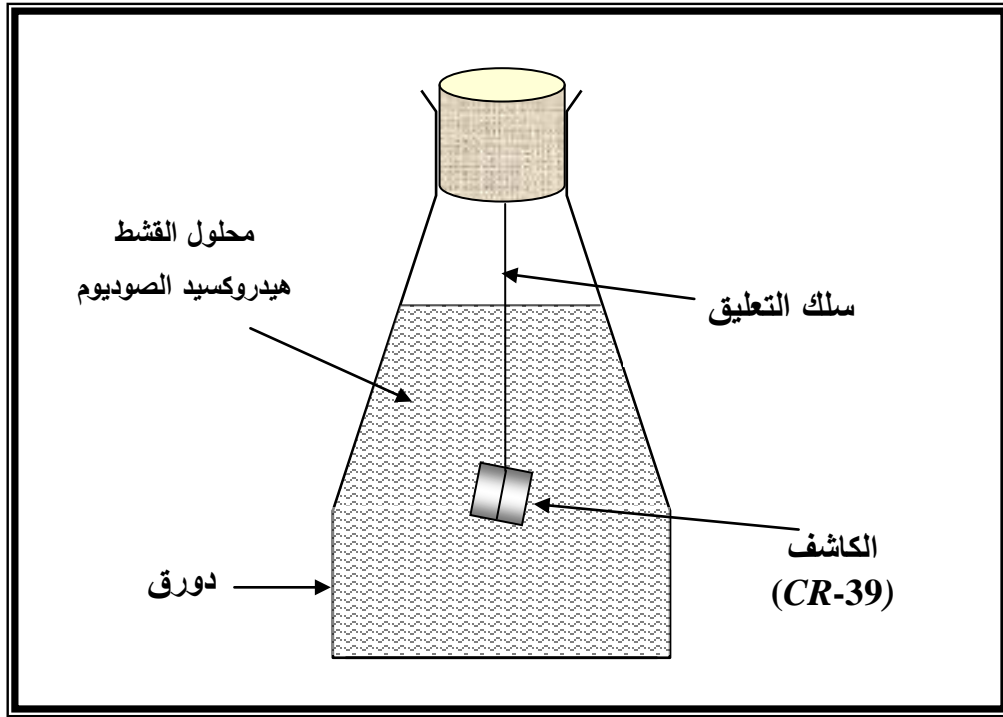 محلول القشط
هيدروكسيد الصوديوم
سلك التعليق
الكاشف
(CR-39)
دورق